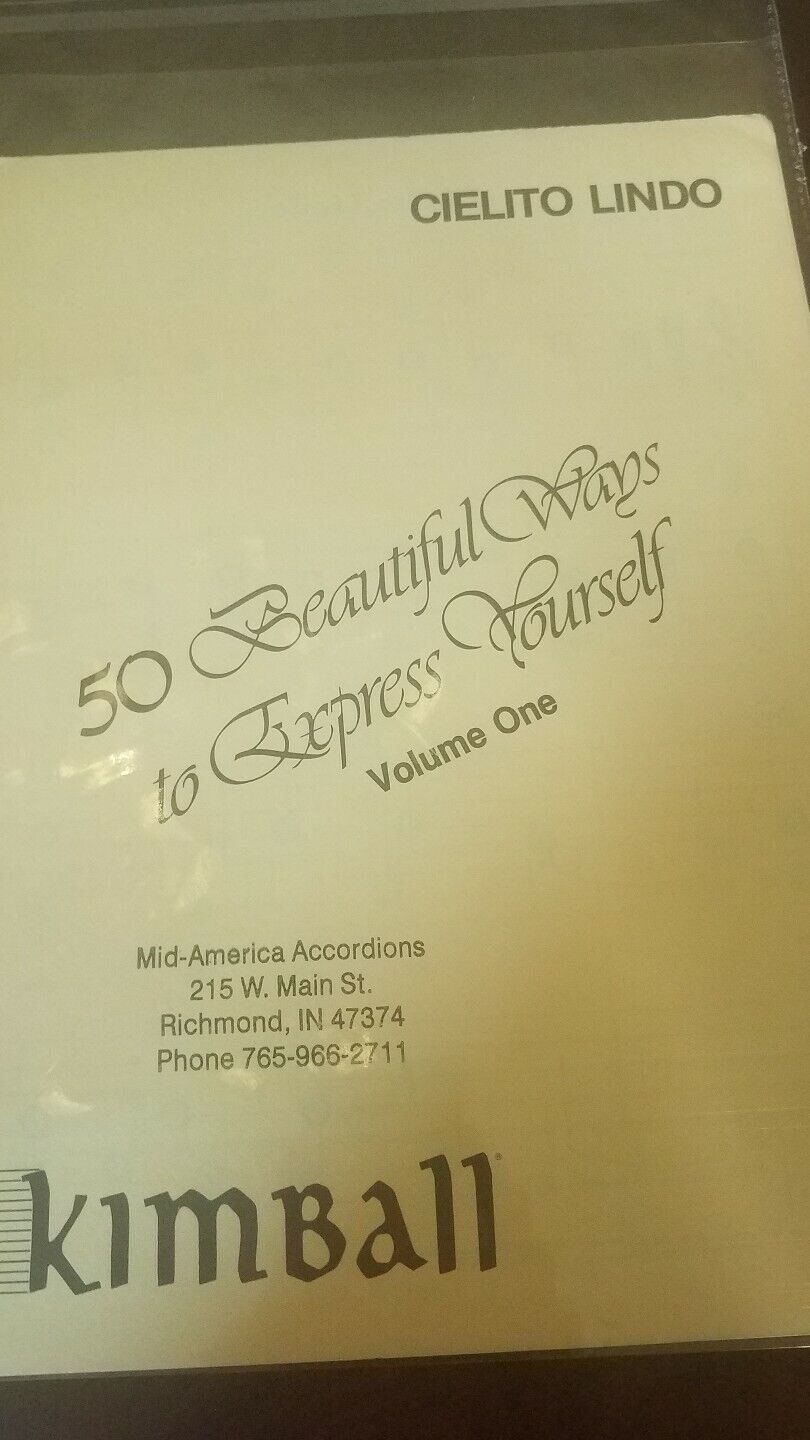 CIELITO LINDO
50 Beautiful Ways
to Express Yourself
Volume One
Mid-America Accordions
215 W. Main St.
Richmond, IN 47374
Phone 765-966-2711
KIMBall®